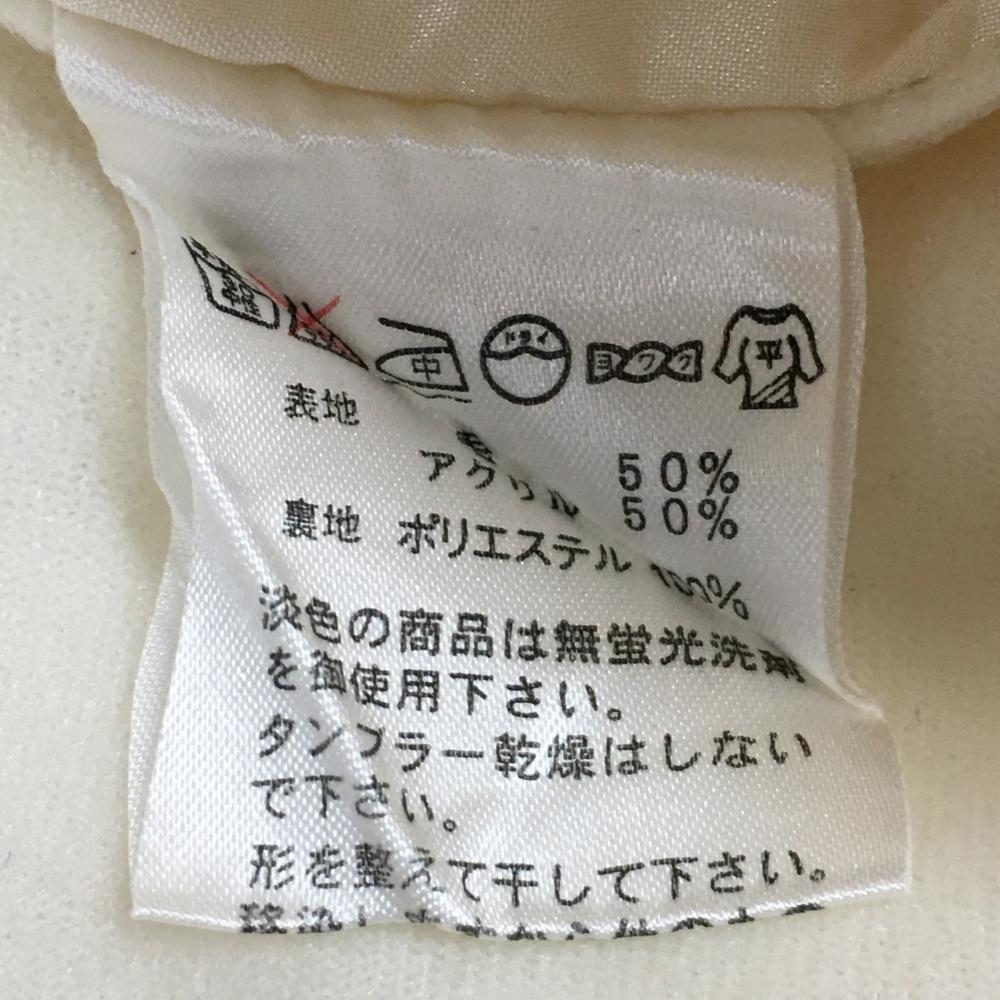 中 ドライ ヨワク 平
表地
アクリル 50%
50%
裏地 ポリエステル 100%
淡色の商品は無蛍光洗剤
を御使用下さい。
タンブラー乾燥はしない
で下さい。
形を整えて干して下さい。